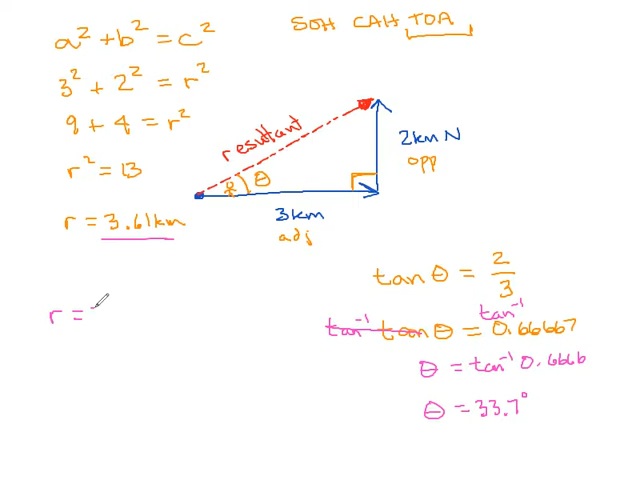 a² + b² = c²
3² + 2² = r²
9 + 4 = r²
r² = 13
r = 3.61km
SOH CAH TOA
resultant
θ
2km N
opp
3km
adj
tan θ = 2/3
tan⁻¹ tan θ = tan⁻¹ 0.66667
θ = tan⁻¹ 0.6666
θ = 33.7°
r =